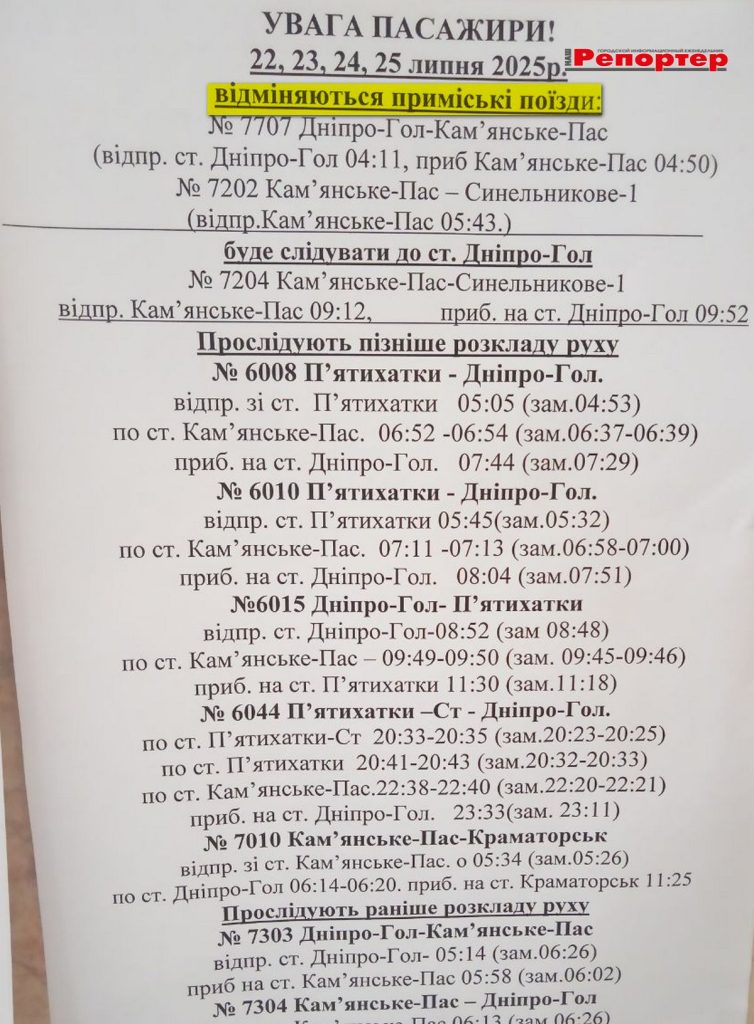 УВАГА ПАСАЖИРИ!
22, 23, 24, 25 липня 2025р.
НАШ ГОРОДСКОЙ ИНФОРМАЦИОННЫЙ ЕЖЕНЕДЕЛЬНИК
Репортер
відміняються приміські поїзди:
№ 7707 Дніпро-Гол-Кам’янське-Пас
(відпр. ст. Дніпро-Гол 04:11, приб Кам’янське-Пас 04:50)
№ 7202 Кам’янське-Пас – Синельникове-1
(відпр.Кам’янське-Пас 05:43.)
буде слідувати до ст. Дніпро-Гол
№ 7204 Кам’янське-Пас-Синельникове-1
відпр. Кам’янське-Пас 09:12, приб. на ст. Дніпро-Гол 09:52
Прослідують пізніше розкладу руху
№ 6008 П’ятихатки - Дніпро-Гол.
відпр. зі ст. П’ятихатки 05:05 (зам.04:53)
по ст. Кам’янське-Пас. 06:52 -06:54 (зам.06:37-06:39)
приб. на ст. Дніпро-Гол. 07:44 (зам.07:29)
№ 6010 П’ятихатки - Дніпро-Гол.
відпр. ст. П’ятихатки 05:45(зам.05:32)
по ст. Кам’янське-Пас. 07:11 -07:13 (зам.06:58-07:00)
приб. на ст. Дніпро-Гол. 08:04 (зам.07:51)
№6015 Дніпро-Гол- П’ятихатки
відпр. ст. Дніпро-Гол-08:52 (зам 08:48)
по ст. Кам’янське-Пас – 09:49-09:50 (зам. 09:45-09:46)
приб. на ст. П’ятихатки 11:30 (зам.11:18)
№ 6044 П’ятихатки –Ст - Дніпро-Гол.
по ст. П’ятихатки-Ст 20:33-20:35 (зам.20:23-20:25)
по ст. П’ятихатки 20:41-20:43 (зам.20:32-20:33)
по ст. Кам’янське-Пас.22:38-22:40 (зам.22:20-22:21)
приб. на ст. Дніпро-Гол. 23:33(зам. 23:11)
№ 7010 Кам’янське-Пас-Краматорськ
відпр. зі ст. Кам’янське-Пас. о 05:34 (зам.05:26)
по ст. Дніпро-Гол 06:14-06:20. приб. на ст. Краматорськ 11:25
Прослідують раніше розкладу руху
№ 7303 Дніпро-Гол-Кам’янське-Пас
відпр. ст. Дніпро-Гол- 05:14 (зам.06:26)
приб на ст. Кам’янське-Пас 05:58 (зам.06:02)
№ 7304 Кам’янське-Пас – Дніпро-Гол
Кам’янське-Пас 06:13 (зам.06:26)